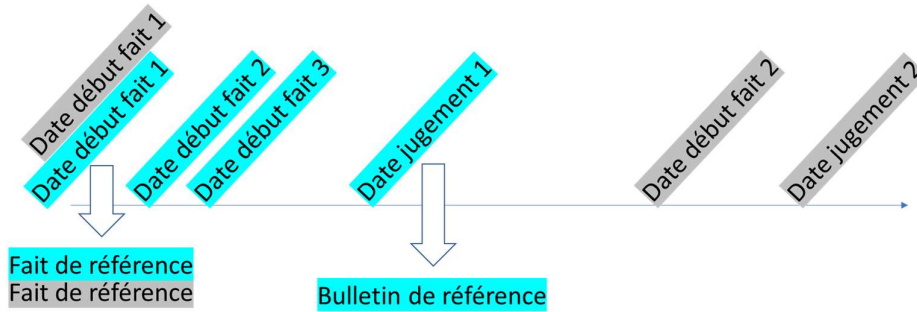 Date début fait 1
Date début fait 1
Date début fait 2
Date début fait 3
Date jugement 1
Date début fait 2
Date jugement 2
Fait de référence
Fait de référence
Bulletin de référence